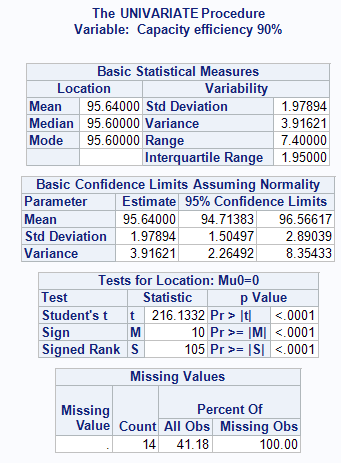 The UNIVARIATE Procedure
Variable: Capacity efficiency 90%
Basic Statistical Measures
Location Variability
Mean 95.64000 Std Deviation 1.97894
Median 95.60000 Variance 3.91621
Mode 95.60000 Range 7.40000
Interquartile Range 1.95000
Basic Confidence Limits Assuming Normality
Parameter Estimate 95% Confidence Limits
Mean 95.64000 94.71383 96.56617
Std Deviation 1.97894 1.50497 2.89039
Variance 3.91621 2.26492 8.35433
Tests for Location: Mu0=0
Test Statistic p Value
Student's t t 216.1332 Pr > |t| <.0001
Sign M 10 Pr >= |M| <.0001
Signed Rank S 105 Pr >= |S| <.0001
Missing Values
Missing Value Count Percent Of
All Obs Missing Obs
. 14 41.18 100.00